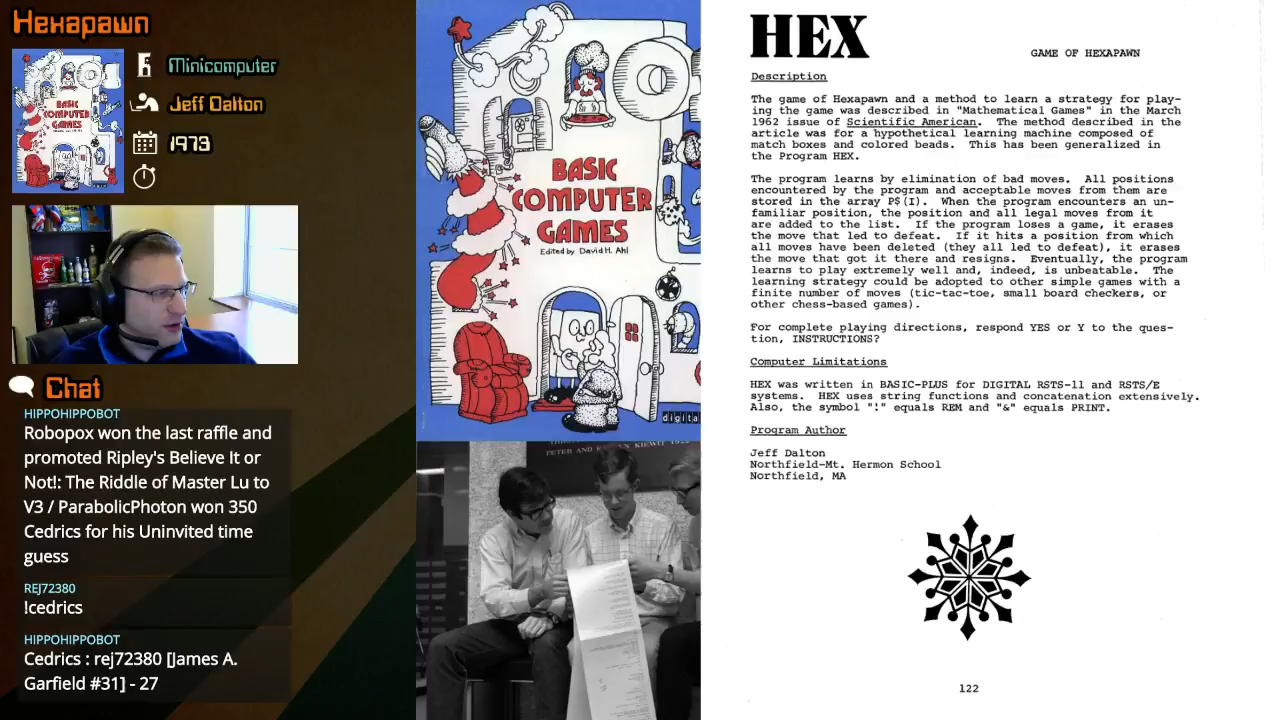 Hexapawn
Minicomputer
Jeff Dalton
1973
BASIC
COMPUTER
GAMES
Chat
HIPPOHIPPOBOT
Robopox won the last raffle and
promoted Ripley's Believe It or
Not!: The Riddle of Master Lu to
V3 / ParabolicPhoton won 350
Cedrics for his Uninvited time
guess
REJ72380
!cedrics
HIPPOHIPPOBOT
Cedrics : rej72380 [James A.
Garfield #31] - 27
BASIC
COMPUTER
GAMES
Edited by David H. Ahl
digital
PETER AND
KIEWIT
HEX
GAME OF HEXAPAWN
Description
The game of Hexapawn and a method to learn a strategy for play-
ing the game was described in "Mathematical Games" in the March
1962 issue of Scientific American. The method described in the
article was for a hypothetical learning machine composed of
match boxes and colored beads. This has been generalized in
the Program HEX.
The program learns by elimination of bad moves. All positions
encountered by the program and acceptable moves from them are
stored in the array P$(I). When the program encounters an un-
familiar position, the position and all legal moves from it
are added to the list. If the program loses a game, it erases
the move that led to defeat. If it hits a position from which
all moves have been deleted (they all led to defeat), it erases
the move that got it there and resigns. Eventually, the program
learns to play extremely well and, indeed, is unbeatable. The
learning strategy could be adopted to other simple games with a
finite number of moves (tic-tac-toe, small board checkers, or
other chess-based games).
For complete playing directions, respond YES or Y to the ques-
tion, INSTRUCTIONS?
Computer Limitations
HEX was written in BASIC-PLUS for DIGITAL RSTS-11 and RSTS/E
systems. HEX uses string functions and concatenation extensively.
Also, the symbol "!" equals REM and "&" equals PRINT.
Program Author
Jeff Dalton
Northfield-Mt. Hermon School
Northfield, MA
122